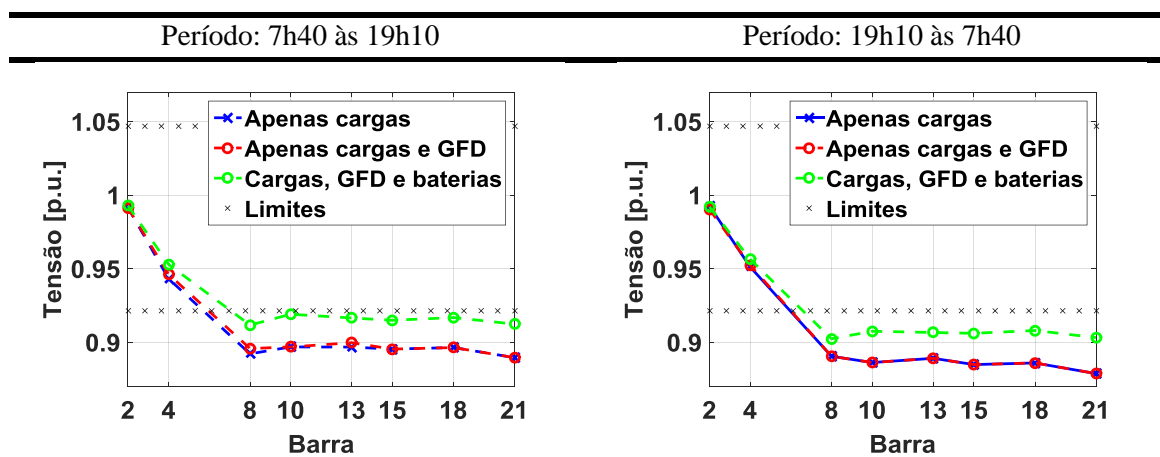 Período: 7h40 às 19h10
Período: 19h10 às 7h40
1.05
1
0.95
0.9
Tensão [p.u.]
Apenas cargas
Apenas cargas e GFD
Cargas, GFD e baterias
Limites
2 4 8 10 13 15 18 21
Barra
1.05
1
0.95
0.9
Tensão [p.u.]
Apenas cargas
Apenas cargas e GFD
Cargas, GFD e baterias
Limites
2 4 8 10 13 15 18 21
Barra